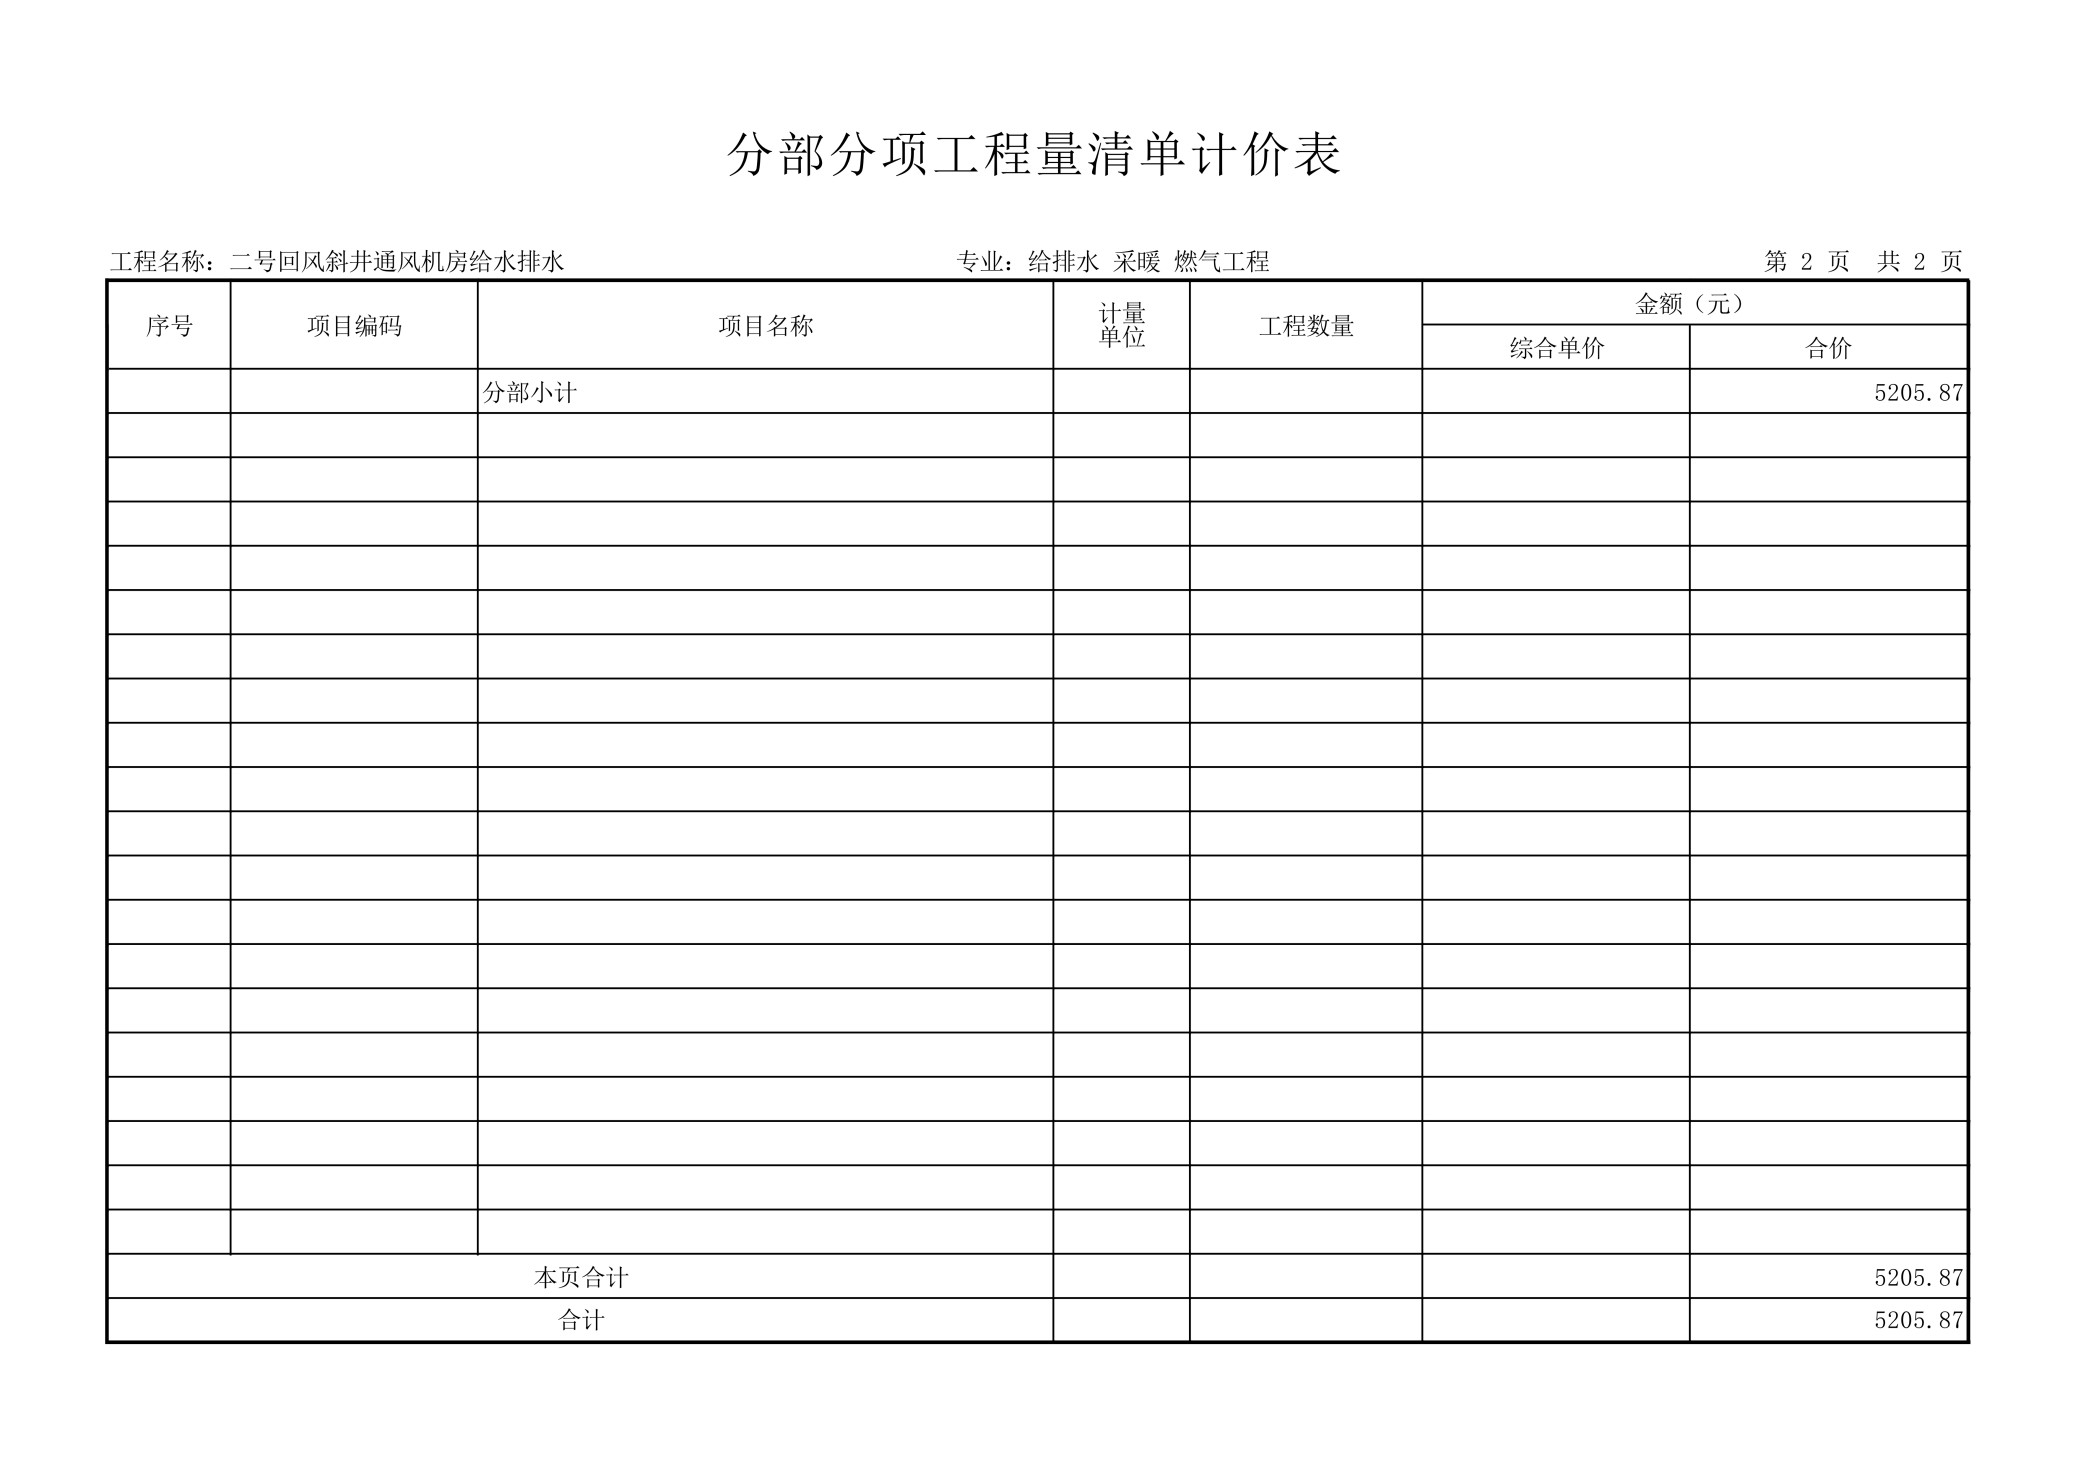 分部分项工程量清单计价表
工程名称：二号回风斜井通风机房给水排水 专业：给排水 采暖 燃气工程 第 2 页 共 2 页
序号 项目编码 项目名称 计量单位 工程数量 金额（元）
综合单价 合价
分部小计 5205.87
本页合计 5205.87
合计 5205.87